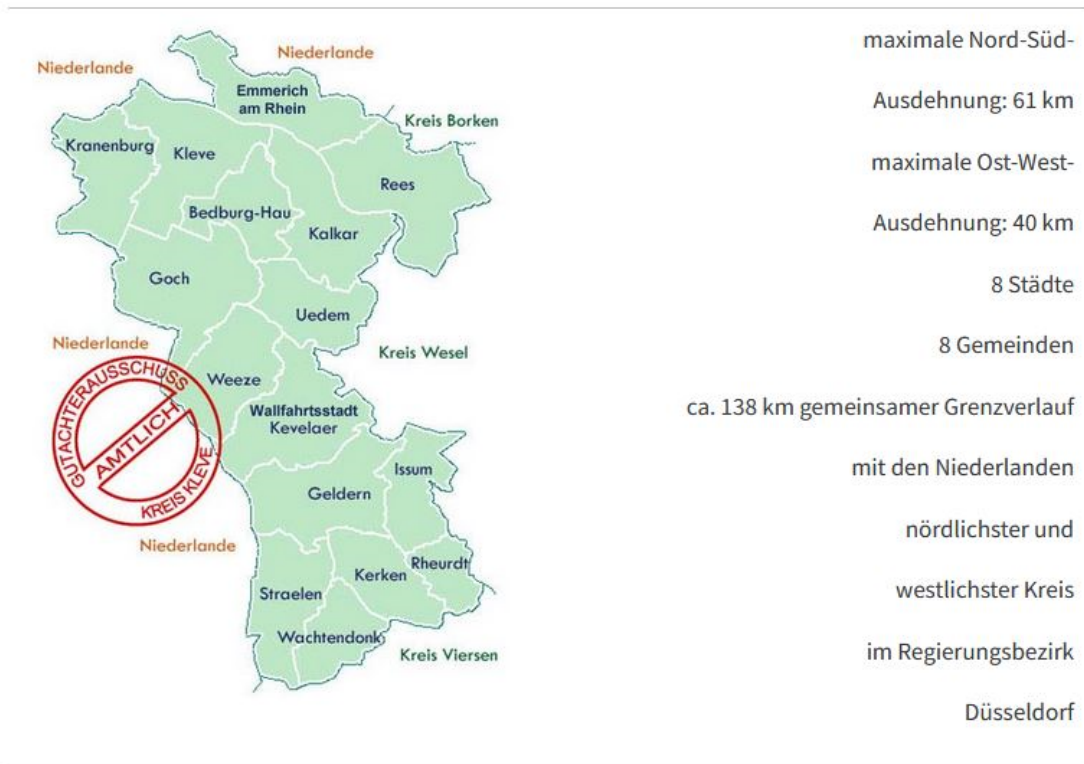 Niederlande
Niederlande
Emmerich
am Rhein
Kreis Borken
Kranenburg
Kleve
Rees
Bedburg-Hau
Kalkar
Goch
Uedem
Niederlande
Kreis Wesel
Weeze
Wallfahrtsstadt
Kevelaer
GUTACHTERAUSSCHUSS
AMTLICH
KREIS KLEVE
Issum
Geldern
Niederlande
Rheurdt
Kerken
Straelen
Wachtendonk
Kreis Viersen
maximale Nord-Süd-
Ausdehnung: 61 km
maximale Ost-West-
Ausdehnung: 40 km
8 Städte
8 Gemeinden
ca. 138 km gemeinsamer Grenzverlauf
mit den Niederlanden
nördlichster und
westlichster Kreis
im Regierungsbezirk
Düsseldorf